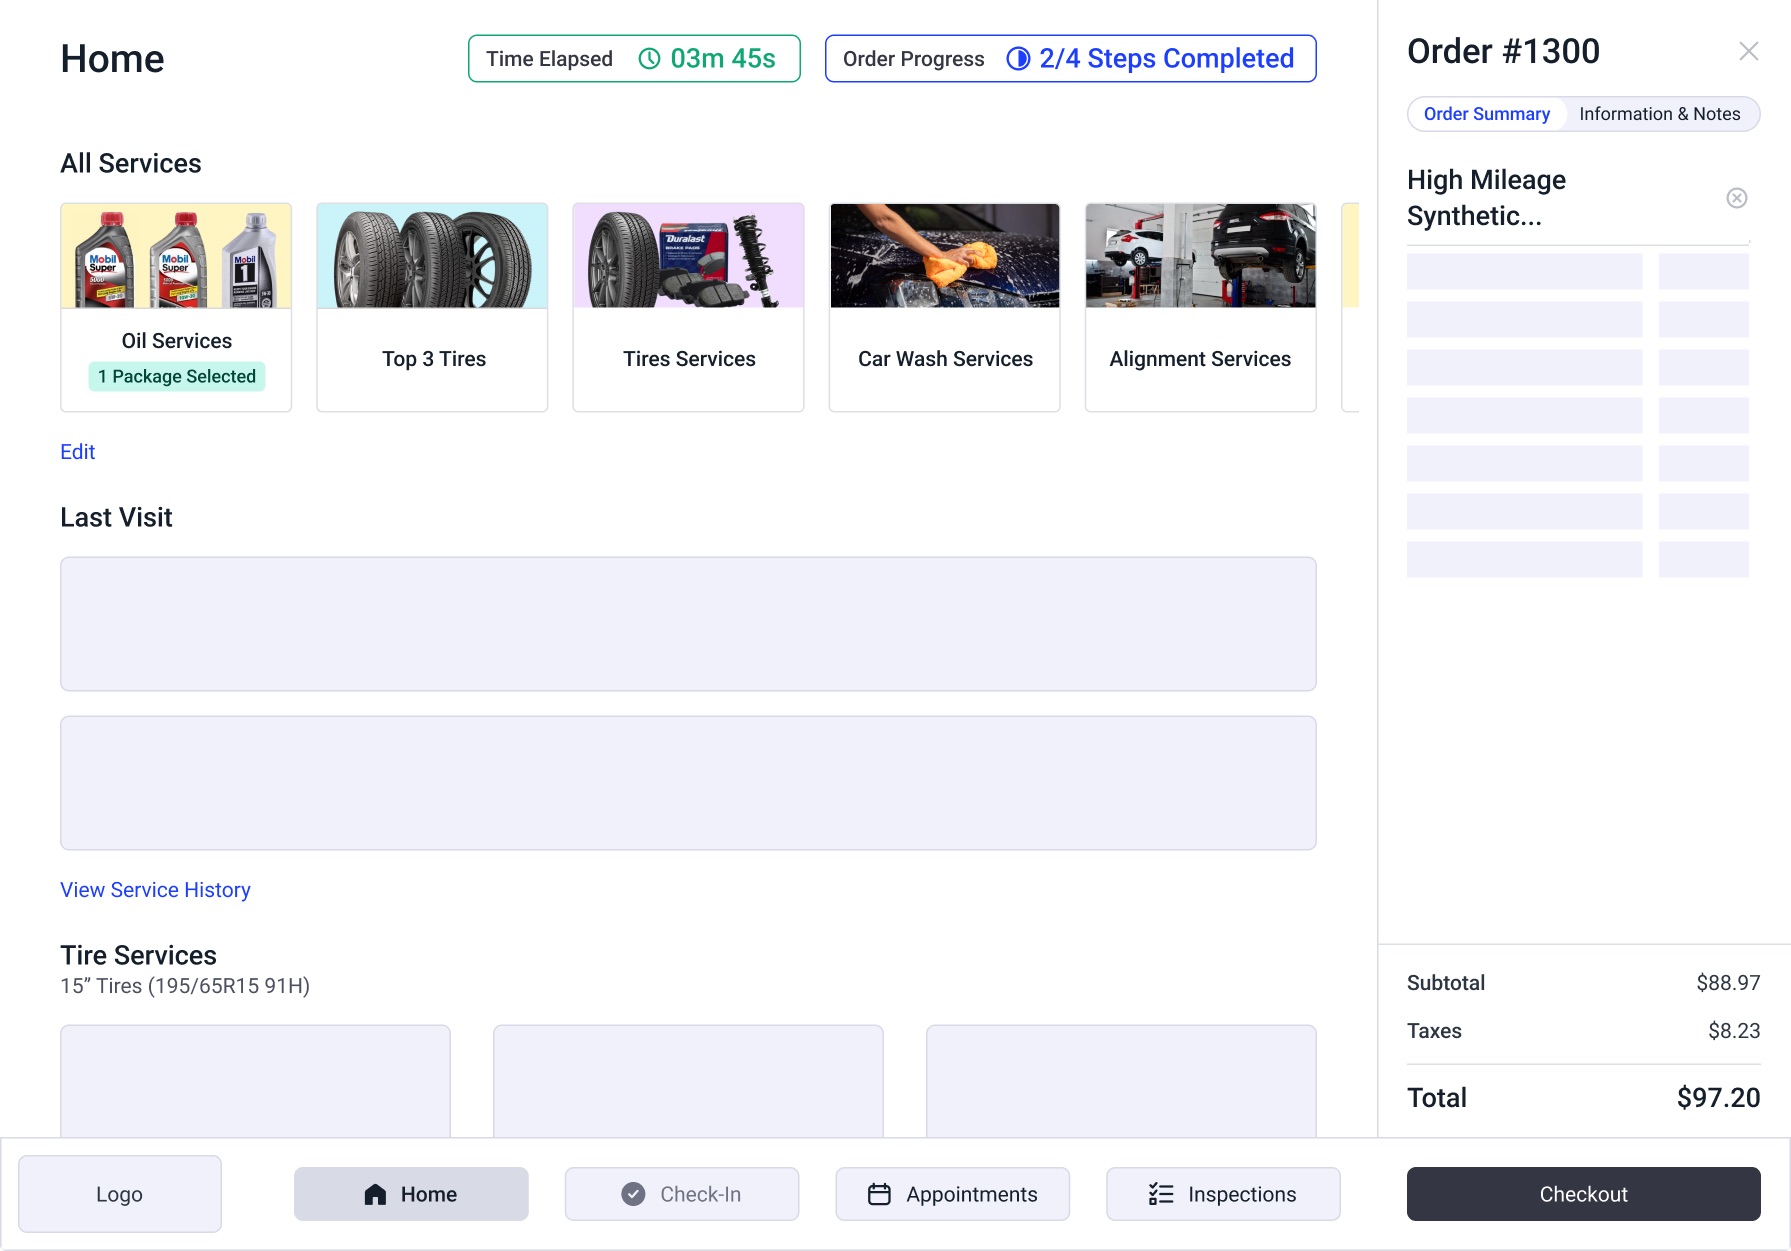 Home
Time Elapsed 03m 45s
Order Progress 2/4 Steps Completed
All Services
Mobil
Super
5000
Mobil
Super
Mobil
1
Duralast
BRAKE PADS
Oil Services
1 Package Selected
Top 3 Tires
Tires Services
Car Wash Services
Alignment Services
Edit
Last Visit
View Service History
Tire Services
15” Tires (195/65R15 91H)
Order #1300
Order Summary
Information & Notes
High Mileage
Synthetic...
Subtotal $88.97
Taxes $8.23
Total $97.20
Logo
Home
Check-In
Appointments
Inspections
Checkout